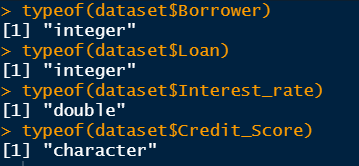 > typeof(dataset$Borrower)
[1] "integer"
> typeof(dataset$Loan)
[1] "integer"
> typeof(dataset$Interest_rate)
[1] "double"
> typeof(dataset$Credit_Score)
[1] "character"